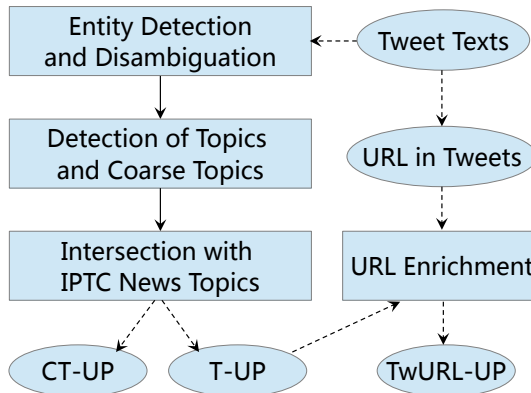 Entity Detection
and Disambiguation
Tweet Texts
Detection of Topics
and Coarse Topics
URL in Tweets
Intersection with
IPTC News Topics
URL Enrichment
CT-UP
T-UP
TwURL-UP